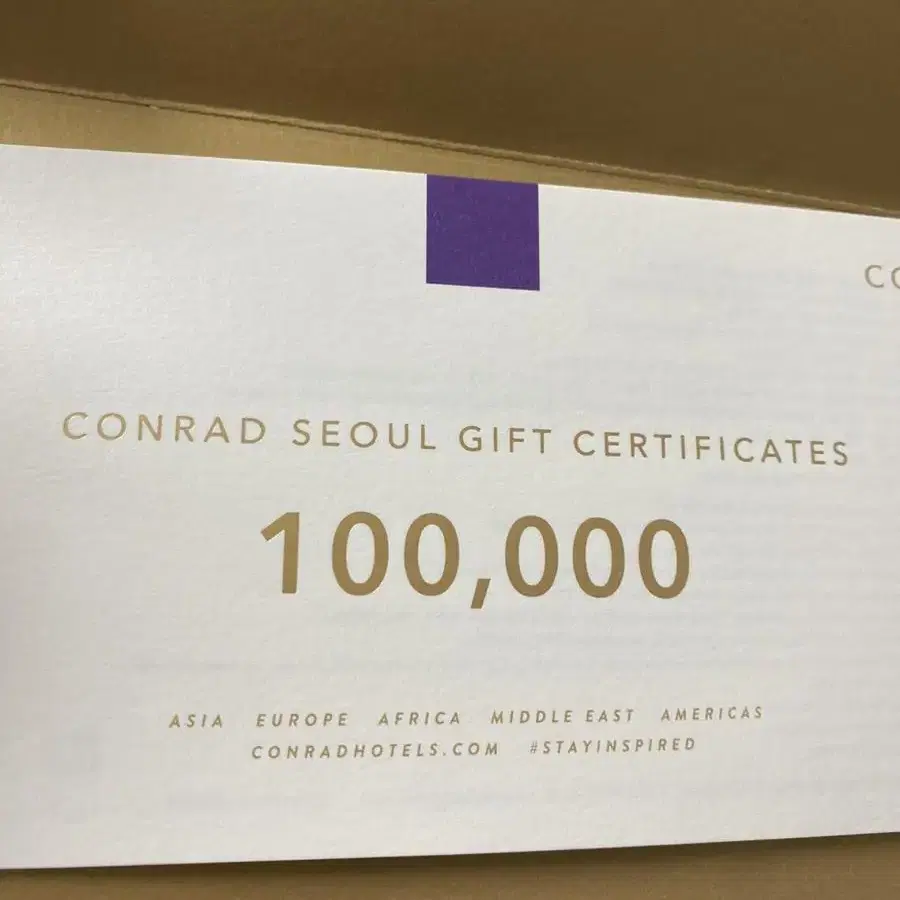 CONRAD SEOUL GIFT CERTIFICATES
100,000
ASIA EUROPE AFRICA MIDDLE EAST AMERICAS
CONRADHOTELS.COM #STAYINSPIRED